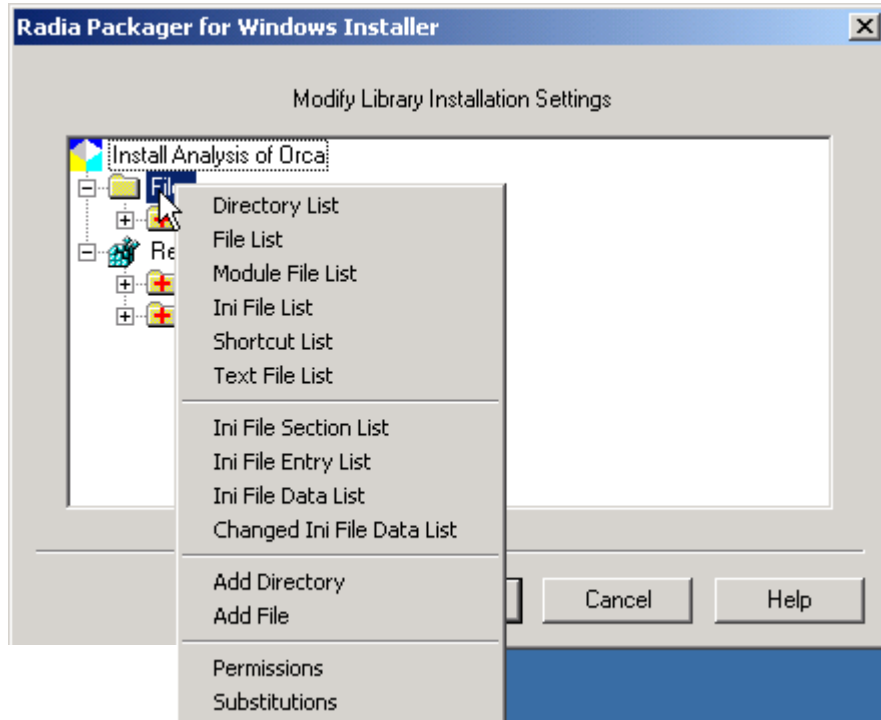 Radia Packager for Windows Installer
Modify Library Installation Settings
Install Analysis of Orca
Directory List
File List
Module File List
Ini File List
Shortcut List
Text File List
Ini File Section List
Ini File Entry List
Ini File Data List
Changed Ini File Data List
Add Directory
Add File
Cancel
Help
Permissions
Substitutions